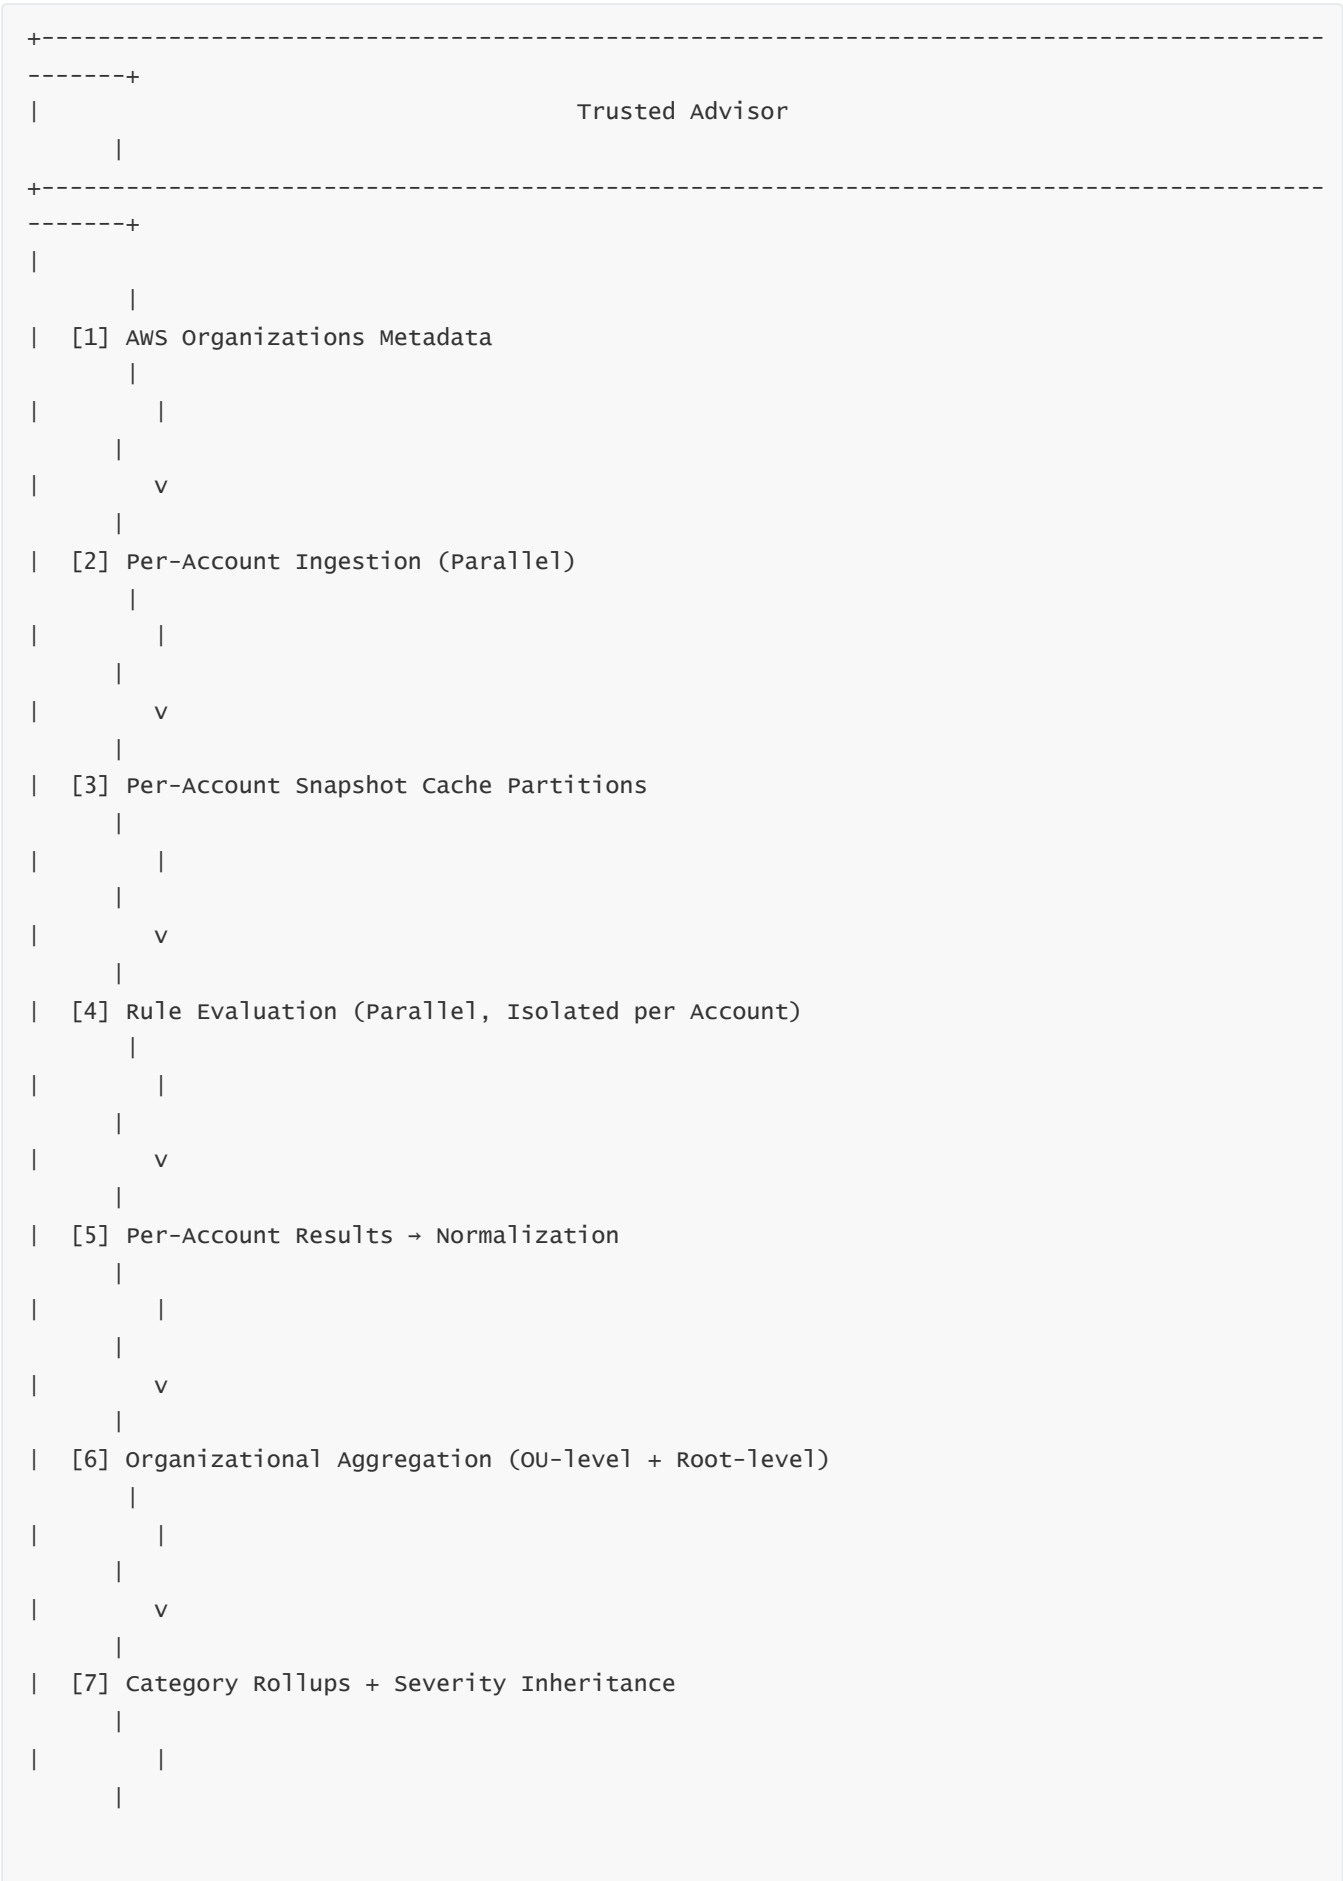 +-------------------------------------------------------------------------------------------
-------+
|                                      Trusted Advisor
      |
+-------------------------------------------------------------------------------------------
-------+
|
       |
|  [1] AWS Organizations Metadata
       |
|        |
      |
|        v
      |
|  [2] Per-Account Ingestion (Parallel)
       |
|        |
      |
|        v
      |
|  [3] Per-Account Snapshot Cache Partitions
      |
|        |
      |
|        v
      |
|  [4] Rule Evaluation (Parallel, Isolated per Account)
       |
|        |
      |
|        v
      |
|  [5] Per-Account Results → Normalization
      |
|        |
      |
|        v
      |
|  [6] Organizational Aggregation (OU-level + Root-level)
       |
|        |
      |
|        v
      |
|  [7] Category Rollups + Severity Inheritance
      |
|        |
      |